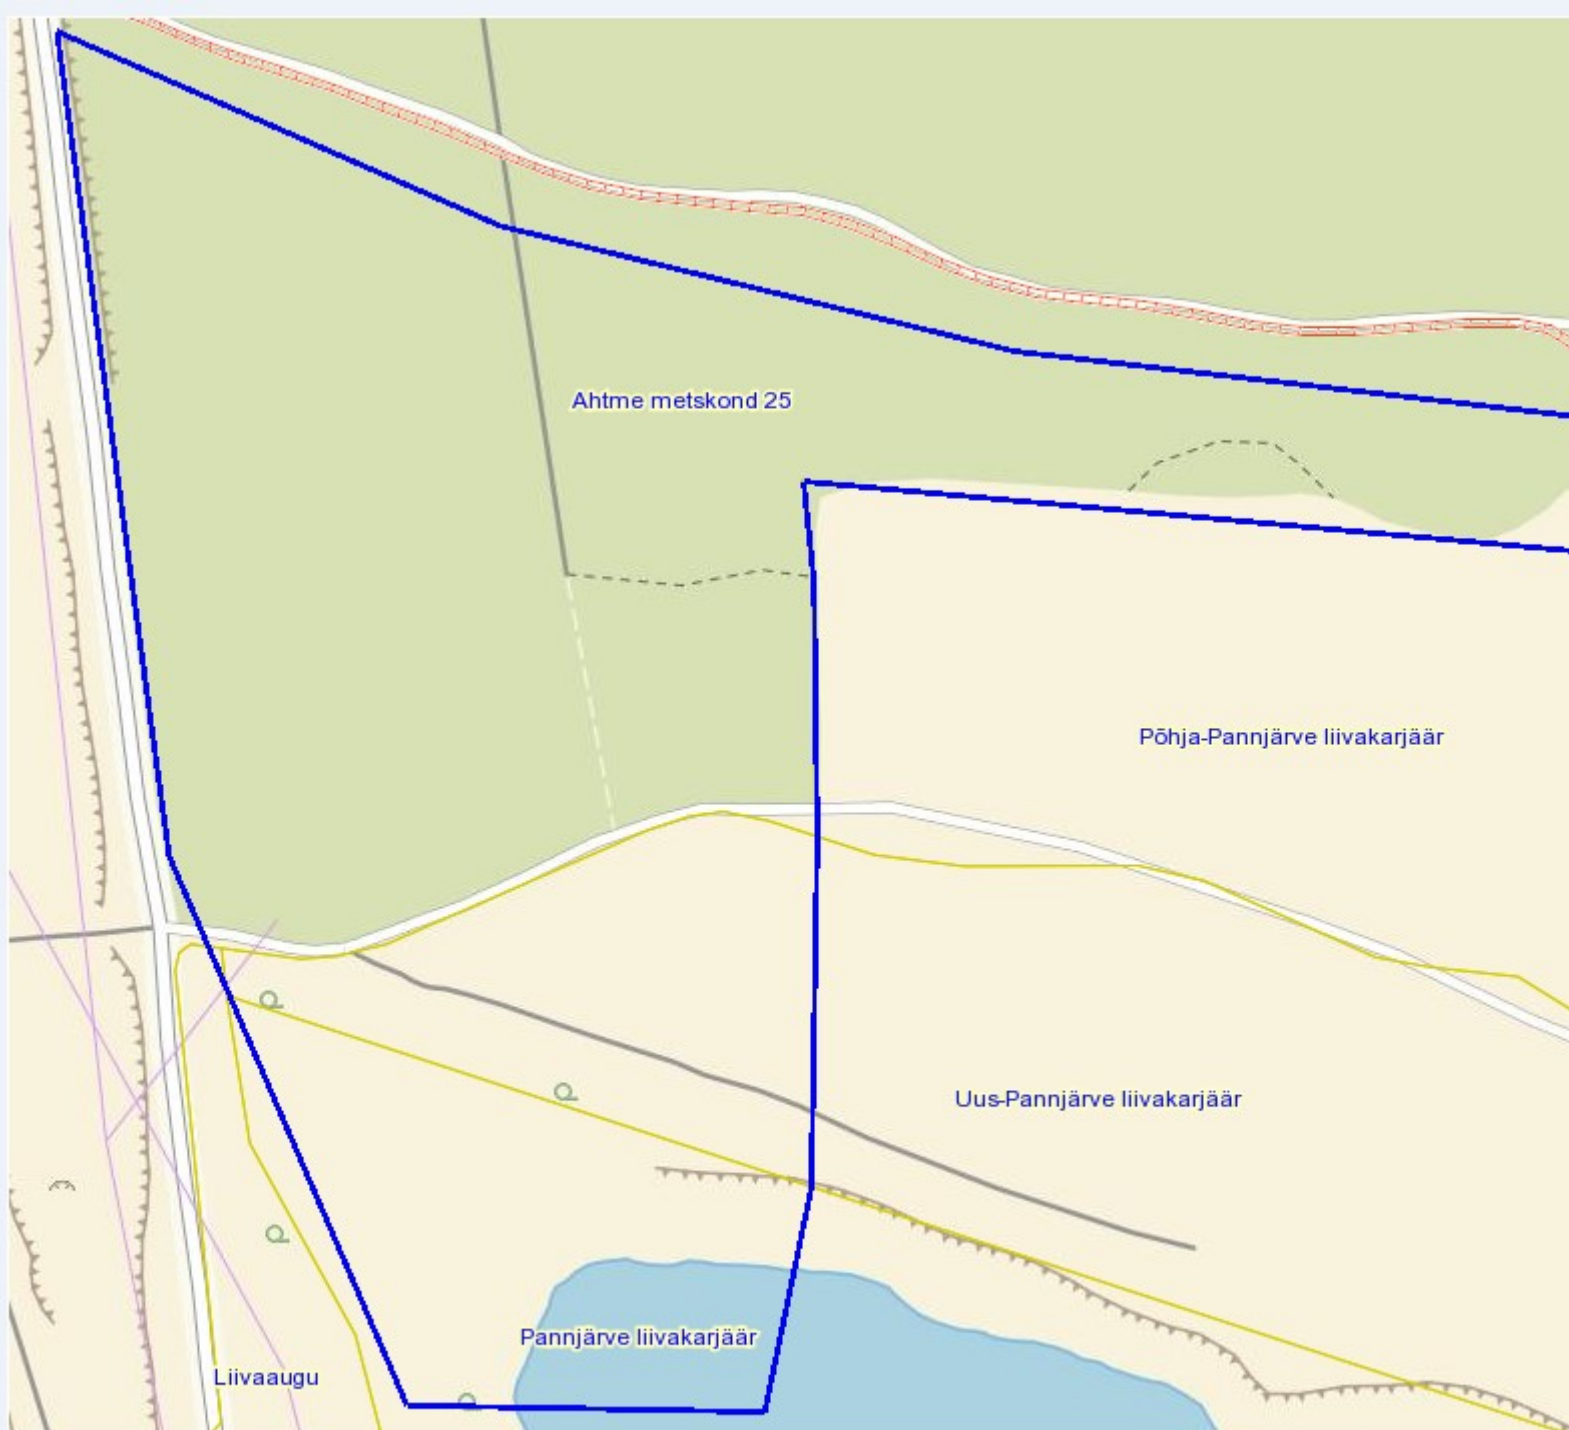 Ahtme metskond 25
Põhja-Pannjärve liivakarjäär
Uus-Pannjärve liivakarjäär
Pannjärve liivakarjäär
Liivaaugu